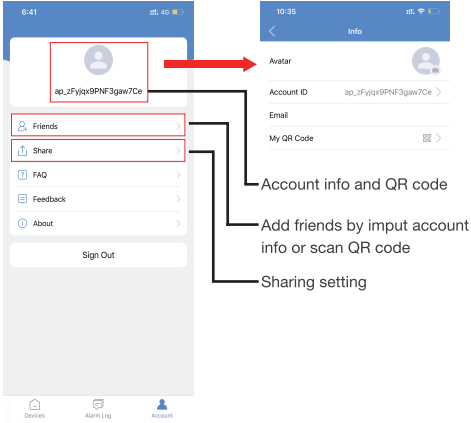 6:41
4G
ap_zFyjqx9PNF3gaw7Ce
Friends
Share
FAQ
Feedback
About
Sign Out
Devices
Alarm Log
Account
10:35
Info
Avatar
Account ID ap_zFyjqx9PNF3gaw7Ce
Email
My QR Code
Account info and QR code
Add friends by imput account
info or scan QR code
Sharing setting